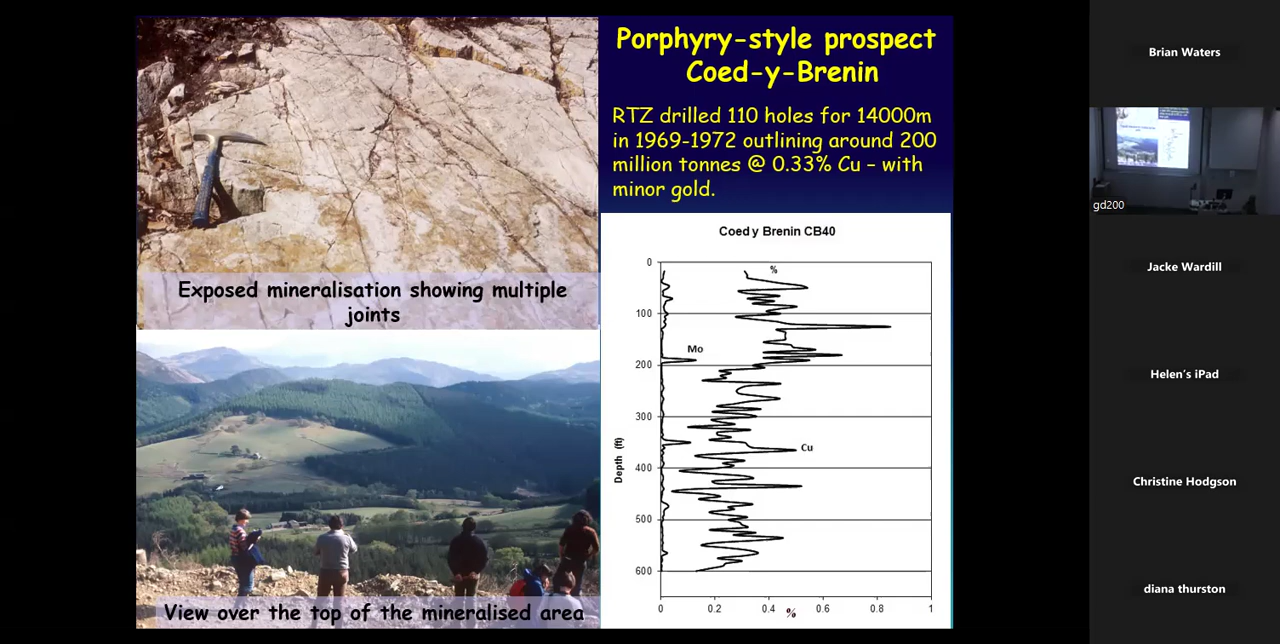 Porphyry-style prospect
Coed-y-Brenin
RTZ drilled 110 holes for 14000m
in 1969-1972 outlining around 200
million tonnes @ 0.33% Cu – with
minor gold.
Exposed mineralisation showing multiple
joints
View over the top of the mineralised area
Coed y Brenin CB40
%
Mo
Cu
Depth (ft)
0
100
200
300
400
500
600
0 0.2 0.4 0.6 0.8 1
%
Brian Waters
gd200
Jacke Wardill
Helen's iPad
Christine Hodgson
diana thurston